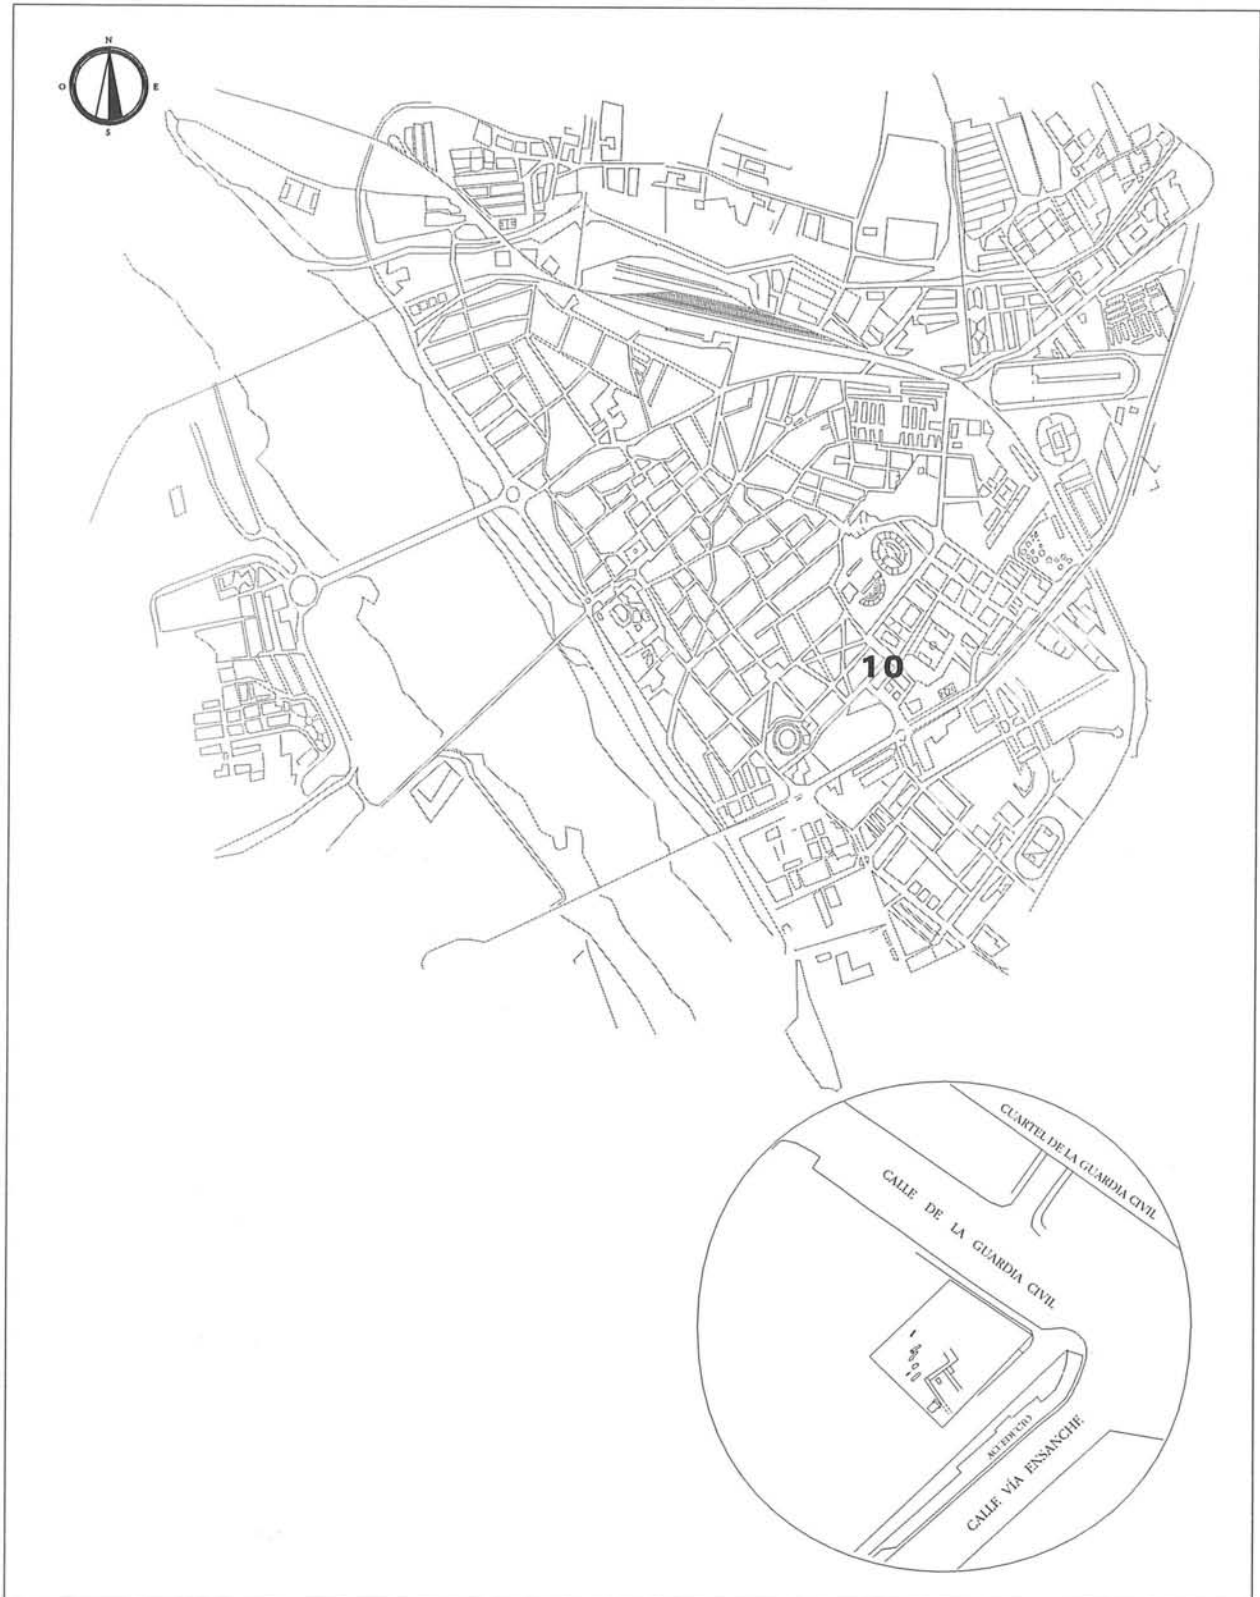 N
O E
S
10
CUARTEL DE LA GUARDIA CIVIL
CALLE DE LA GUARDIA CIVIL
ACUEDUCTO
CALLE VÍA ENSANCHE